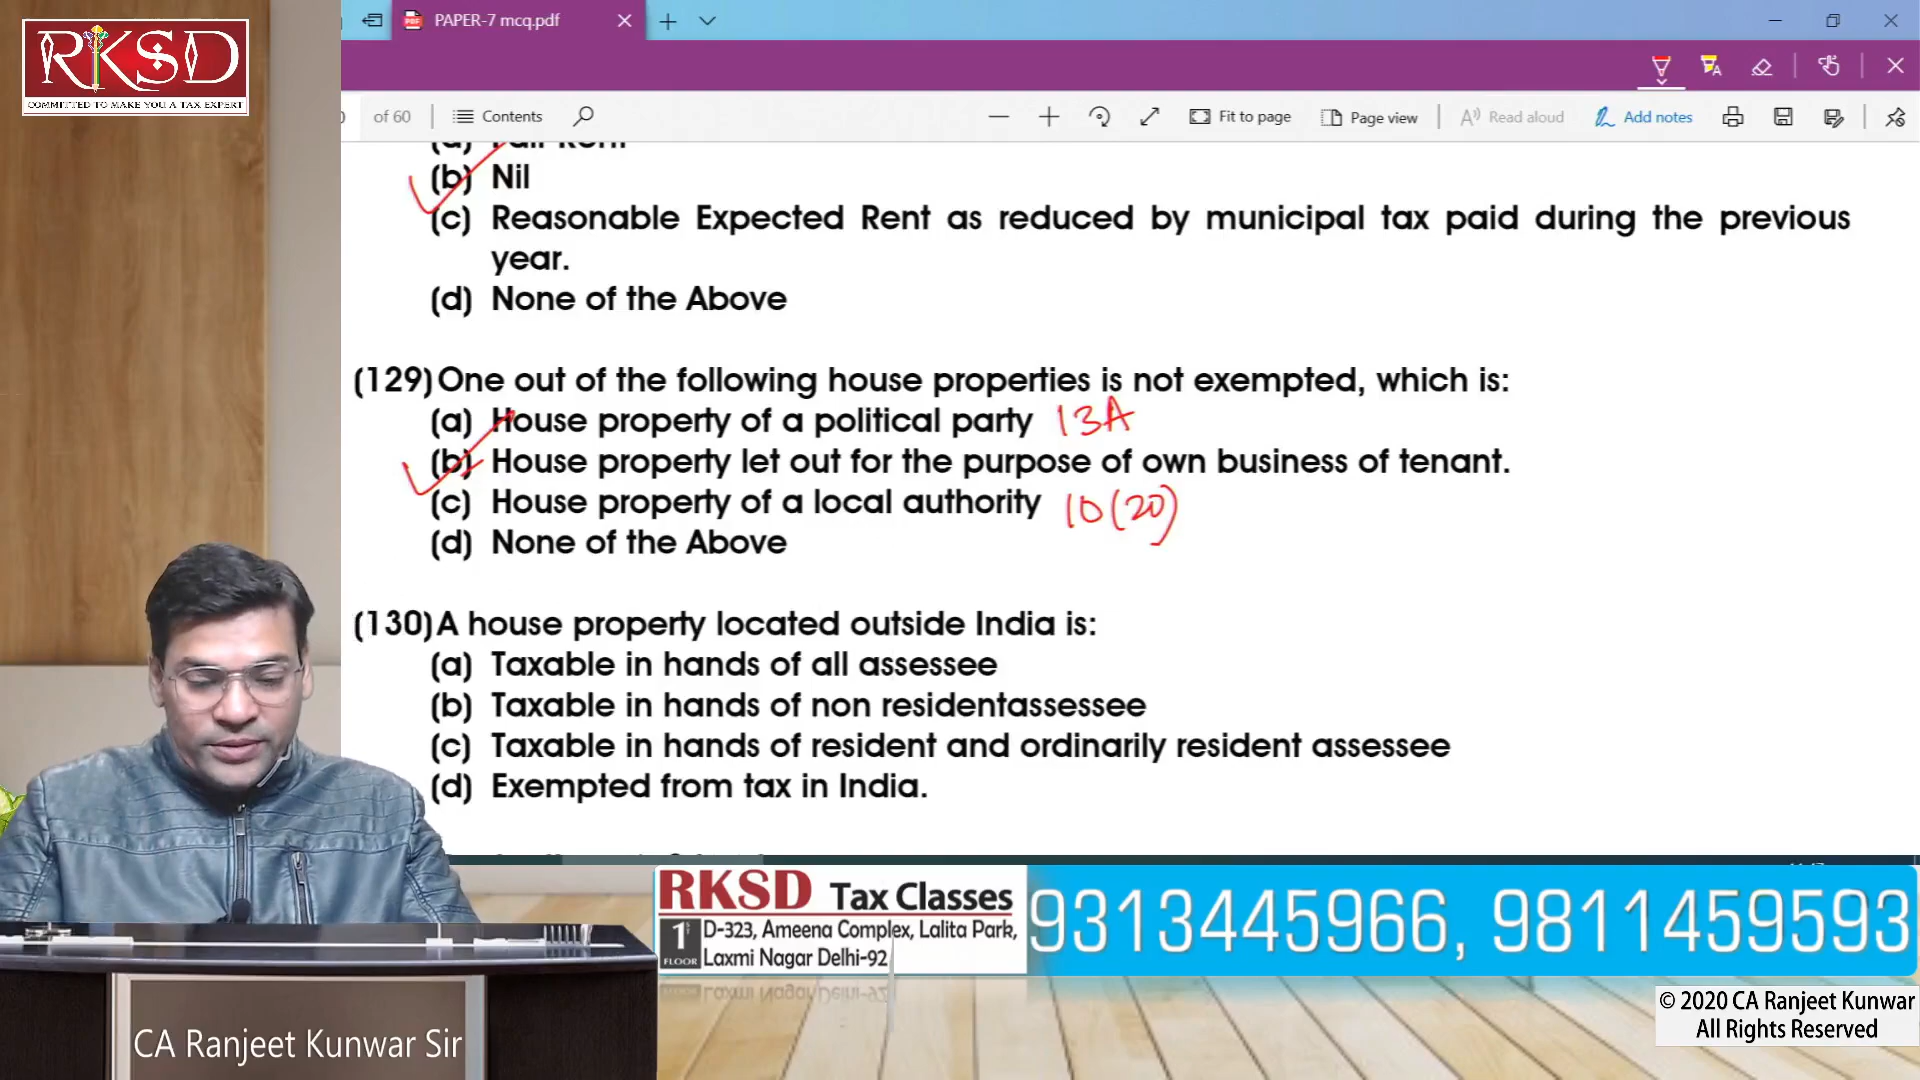 PAPER-7 mcq.pdf
RKSD
COMMITTED TO MAKE YOU A TAX EXPERT
of 60
Contents
Fit to page
Page view
Read aloud
Add notes
(a) Fair Rent
(b) Nil
(c) Reasonable Expected Rent as reduced by municipal tax paid during the previous
year.
(d) None of the Above
(129) One out of the following house properties is not exempted, which is:
(a) House property of a political party 13A
(b) House property let out for the purpose of own business of tenant.
(c) House property of a local authority 10(20)
(d) None of the Above
(130) A house property located outside India is:
(a) Taxable in hands of all assessee
(b) Taxable in hands of non residentassessee
(c) Taxable in hands of resident and ordinarily resident assessee
(d) Exempted from tax in India.
RKSD Tax Classes
1ST FLOOR
D-323, Ameena Complex, Lalita Park,
Laxmi Nagar Delhi-92
9313445966, 9811459593
CA Ranjeet Kunwar Sir
© 2020 CA Ranjeet Kunwar
All Rights Reserved